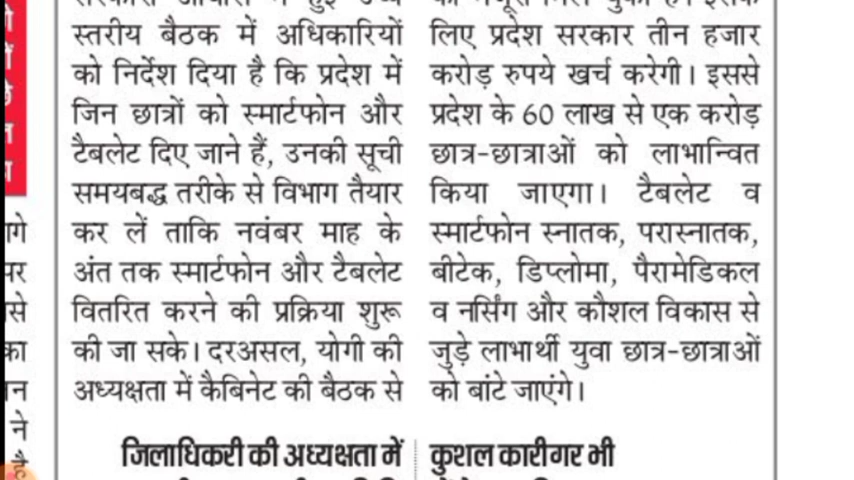 स्तरीय बैठक में अधिकारियों
को निर्देश दिया है कि प्रदेश में
जिन छात्रों को स्मार्टफोन और
टैबलेट दिए जाने हैं, उनकी सूची
समयबद्ध तरीके से विभाग तैयार
कर लें ताकि नवंबर माह के
अंत तक स्मार्टफोन और टैबलेट
वितरित करने की प्रक्रिया शुरू
की जा सके। दरअसल, योगी की
अध्यक्षता में कैबिनेट की बैठक से
लिए प्रदेश सरकार तीन हजार
करोड़ रुपये खर्च करेगी। इससे
प्रदेश के 60 लाख से एक करोड़
छात्र-छात्राओं को लाभान्वित
किया जाएगा। टैबलेट व
स्मार्टफोन स्नातक, परास्नातक,
बीटेक, डिप्लोमा, पैरामेडिकल
व नर्सिंग और कौशल विकास से
जुड़े लाभार्थी युवा छात्र-छात्राओं
को बांटे जाएंगे।
जिलाधिकरी की अध्यक्षता में
कुशल कारीगर भी